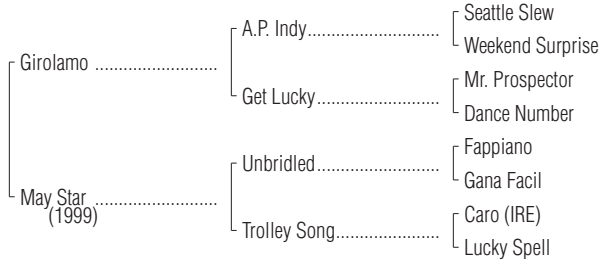 Seattle Slew
A.P. Indy..........................
Weekend Surprise
Girolamo ..........................
Mr. Prospector
Get Lucky..........................
Dance Number
Fappiano
Unbridled..........................
Gana Facil
May Star ..........................
(1999)
Caro (IRE)
Trolley Song......................
Lucky Spell